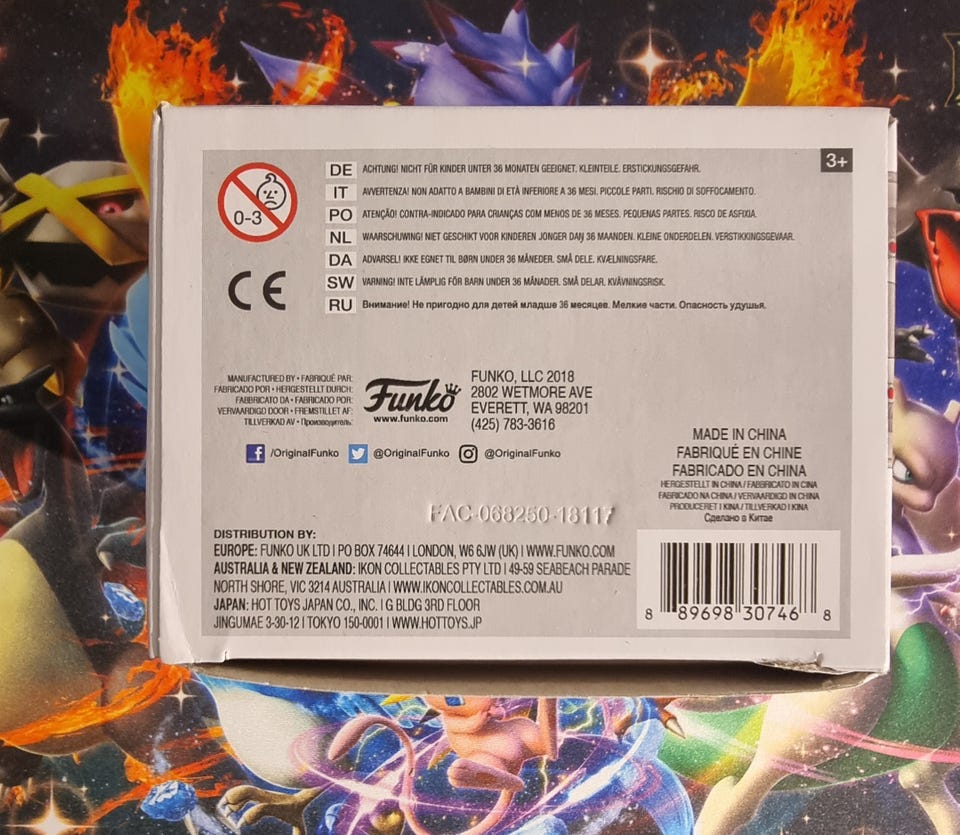 3+
0-3
DE ACHTUNG! NICHT FÜR KINDER UNTER 36 MONATEN GEEIGNET. KLEINTEILE. ERSTICKUNGSGEFAHR.
IT AVVERTENZA! NON ADATTO A BAMBINI DI ETÀ INFERIORE A 36 MESI. PICCOLE PARTI. RISCHIO DI SOFFOCAMENTO.
PO ATENÇÃO! CONTRA-INDICADO PARA CRIANÇAS COM MENOS DE 36 MESES. PEQUENAS PARTES. RISCO DE ASFIXIA.
NL WAARSCHUWING! NIET GESCHIKT VOOR KINDEREN JONGER DAN 36 MAANDEN. KLEINE ONDERDELEN. VERSTIKKINGSGEVAAR.
DA ADVARSEL! IKKE EGNET TIL BØRN UNDER 36 MÅNEDER. SMÅ DELE. KVÆLNINGSFARE.
SW VARNING! INTE LÄMPLIG FÖR BARN UNDER 36 MÅNADER. SMÅ DELAR. KVÄVNINGSRISK.
RU Внимание! Не пригодно для детей младше 36 месяцев. Мелкие части. Опасность удушья.
CE
MANUFACTURED BY • FABRIQUÉ PAR:
FABRICADO POR • HERGESTELLT DURCH:
FABBRICATO DA • FABRICADO POR:
VERVAARDIGD DOOR • FREMSTILLET AF:
TILLVERKAD AV • Производитель:
Funko
www.funko.com
FUNKO, LLC 2018
2802 WETMORE AVE
EVERETT, WA 98201
(425) 783-3616
/OriginalFunko @OriginalFunko @OriginalFunko
MADE IN CHINA
FABRIQUÉ EN CHINE
FABRICADO EN CHINA
HERGESTELLT IN CHINA / FABBRICATO IN CINA
FABRICADO NA CHINA / VERVAARDIGD IN CHINA
PRODUCERET I KINA / TILLVERKAD I KINA
Сделано в Китае
FAC-068250-18117
DISTRIBUTION BY:
EUROPE: FUNKO UK LTD | PO BOX 74644 | LONDON, W6 6JW (UK) | WWW.FUNKO.COM
AUSTRALIA & NEW ZEALAND: IKON COLLECTABLES PTY LTD | 49-59 SEABEACH PARADE
NORTH SHORE, VIC 3214 AUSTRALIA | WWW.IKONCOLLECTABLES.COM.AU
JAPAN: HOT TOYS JAPAN CO., INC. | G BLDG 3RD FLOOR
JINGUMAE 3-30-12 | TOKYO 150-0001 | WWW.HOTTOYS.JP
8 89698 30746 8